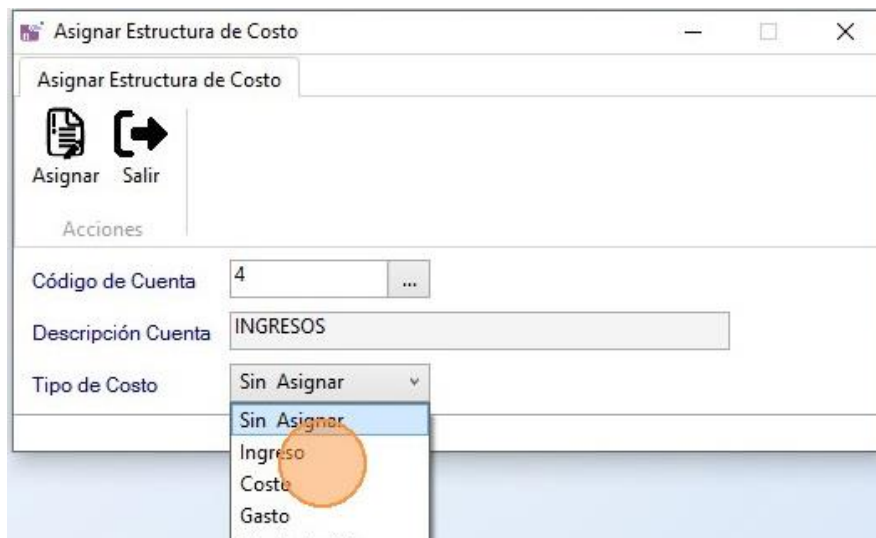 Asignar Estructura de Costo
Asignar Estructura de Costo
Asignar Salir
Acciones
Código de Cuenta 4 ...
Descripción Cuenta INGRESOS
Tipo de Costo Sin Asignar
Sin Asignar
Ingreso
Costo
Gasto